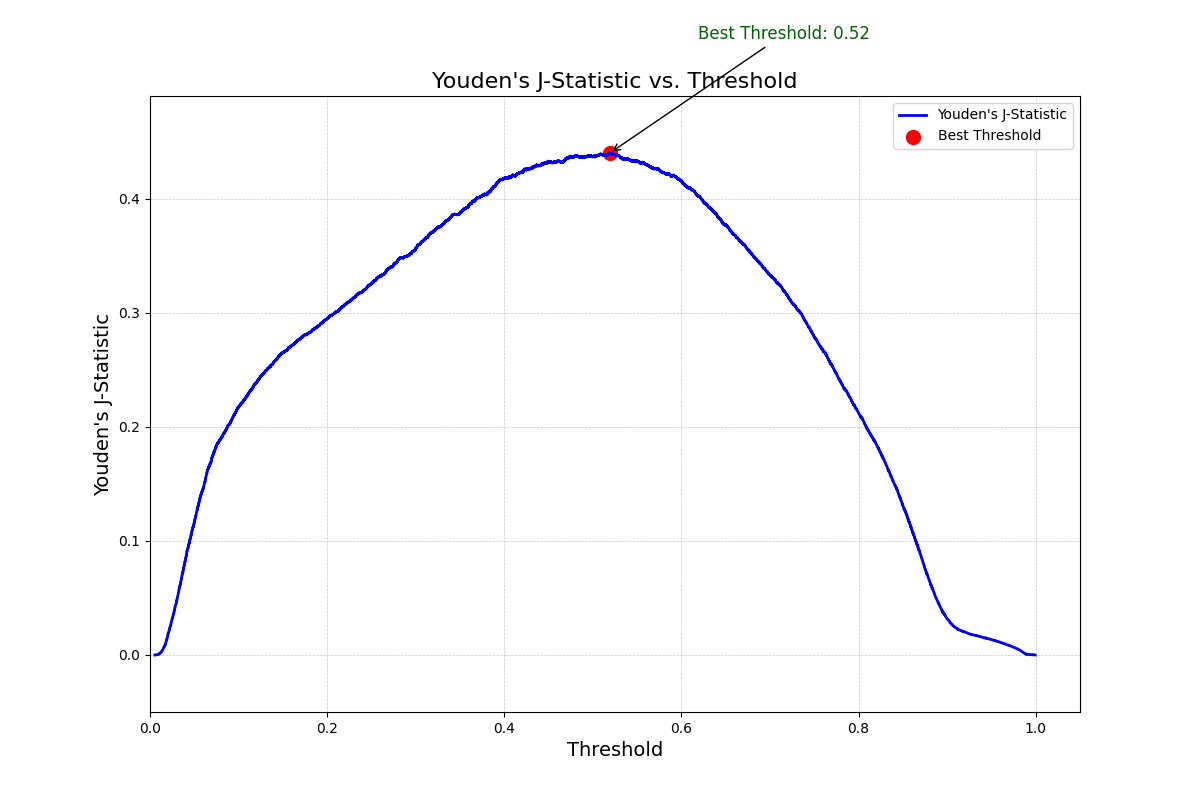 Best Threshold: 0.52
Youden's J-Statistic vs. Threshold
Youden's J-Statistic
Best Threshold
Youden's J-Statistic
0.4
0.3
0.2
0.1
0.0
0.0 0.2 0.4 0.6 0.8 1.0
Threshold